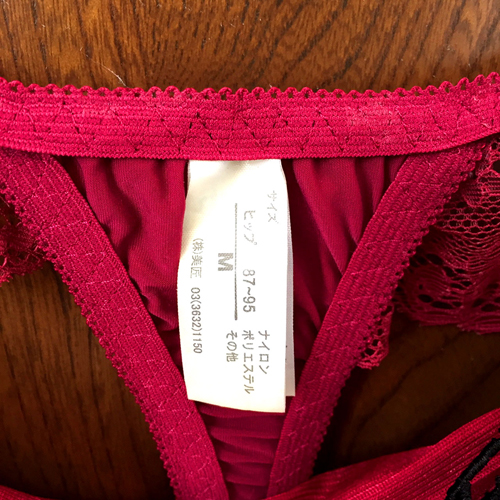 サイズ
ヒップ 87~95
M
ナイロン
ポリエステル
その他
(株)美匠 03(3632)1150